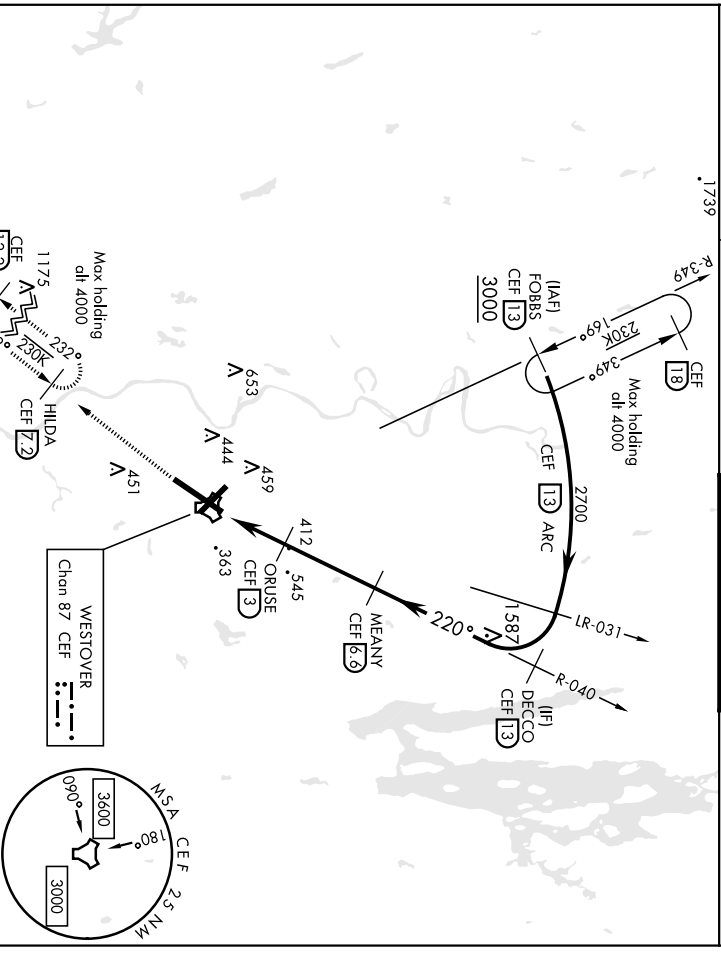 1739
R-349
CEF 18
169°
230K
349°
(IAF)
FOBBS
CEF 13
3000
Max holding
alt 4000
CEF 13 ARC
2700
LR-031
R-040
1587
(IF)
DECCO
CEF 13
220°
MEANY
CEF 6.6
ORUSE
CEF 3
412
545
363
459
444
653
451
Max holding
alt 4000
1175
CEF
232°
230K
HILDA
CEF 7.2
WESTOVER
Chan 87 CEF
MSA CEF 25 NM
3600
090°
180°
3000